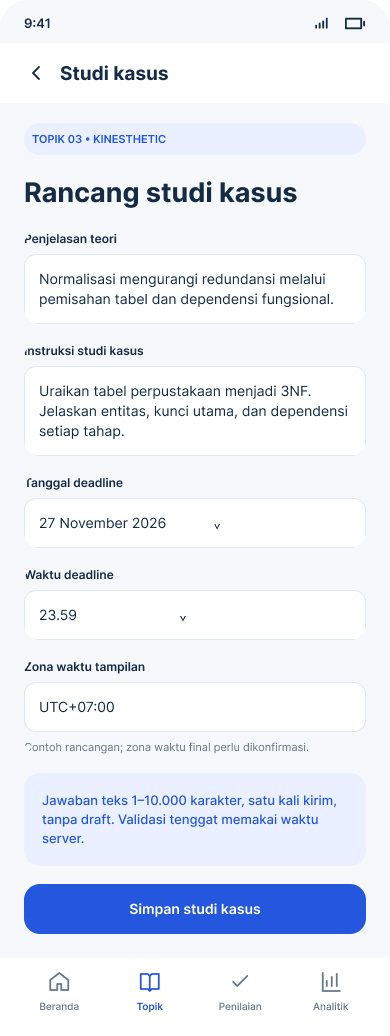 9:41
Studi kasus
TOPIK 03 • KINESTHETIC
Rancang studi kasus
Penjelasan teori
Normalisasi mengurangi redundansi melalui
pemisahan tabel dan dependensi fungsional.
Instruksi studi kasus
Uraikan tabel perpustakaan menjadi 3NF.
Jelaskan entitas, kunci utama, dan dependensi
setiap tahap.
Tanggal deadline
27 November 2026
Waktu deadline
23.59
Zona waktu tampilan
UTC+07:00
Contoh rancangan; zona waktu final perlu dikonfirmasi.
Jawaban teks 1–10.000 karakter, satu kali kirim,
tanpa draft. Validasi tenggat memakai waktu
server.
Simpan studi kasus
Beranda
Topik
Penilaian
Analitik